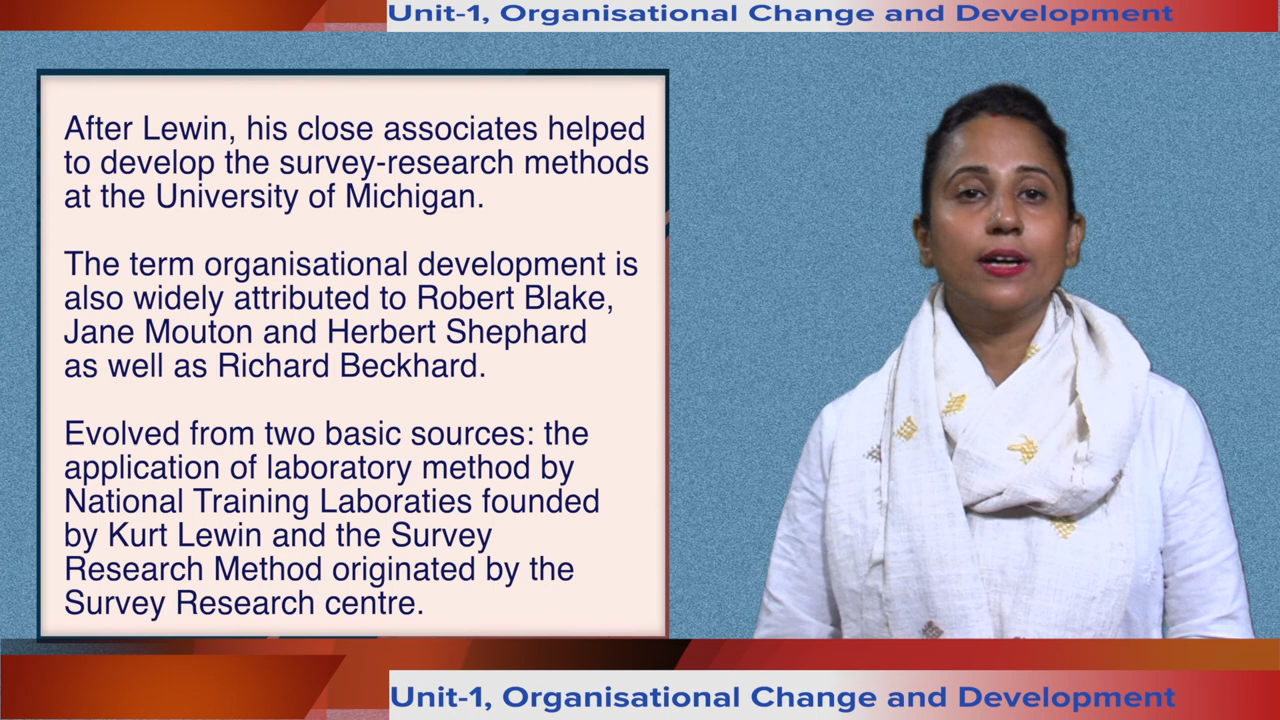 Unit-1, Organisational Change and Development
After Lewin, his close associates helped
to develop the survey-research methods
at the University of Michigan.
The term organisational development is
also widely attributed to Robert Blake,
Jane Mouton and Herbert Shephard
as well as Richard Beckhard.
Evolved from two basic sources: the
application of laboratory method by
National Training Laboraties founded
by Kurt Lewin and the Survey
Research Method originated by the
Survey Research centre.
Unit-1, Organisational Change and Development